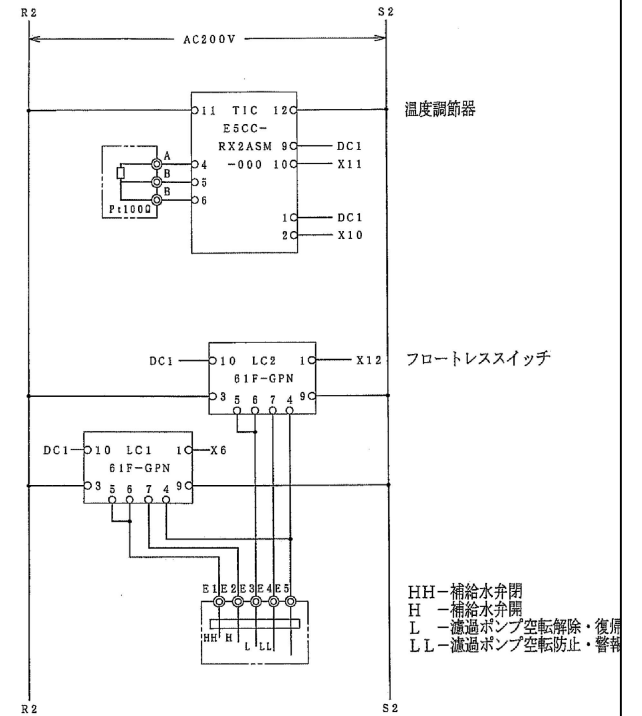 R2 S2
AC200V
11 TIC 12
E5CC-
RX2ASM 9 DC1
-000 10 X11
A 4
B 5
B 6
Pt100Ω
1 DC1
2 X10
温度調節器
DC1 10 LC2 1 X12
61F-GPN
3 5 6 7 4 9
フロートレススイッチ
DC1 10 LC1 1 X6
61F-GPN
3 5 6 7 4 9
E1 E2 E3 E4 E5
HH H L LL
HH-補給水弁閉
H -補給水弁開
L -濾過ポンプ空転解除・復帰
LL-濾過ポンプ空転防止・警報
R2 S2